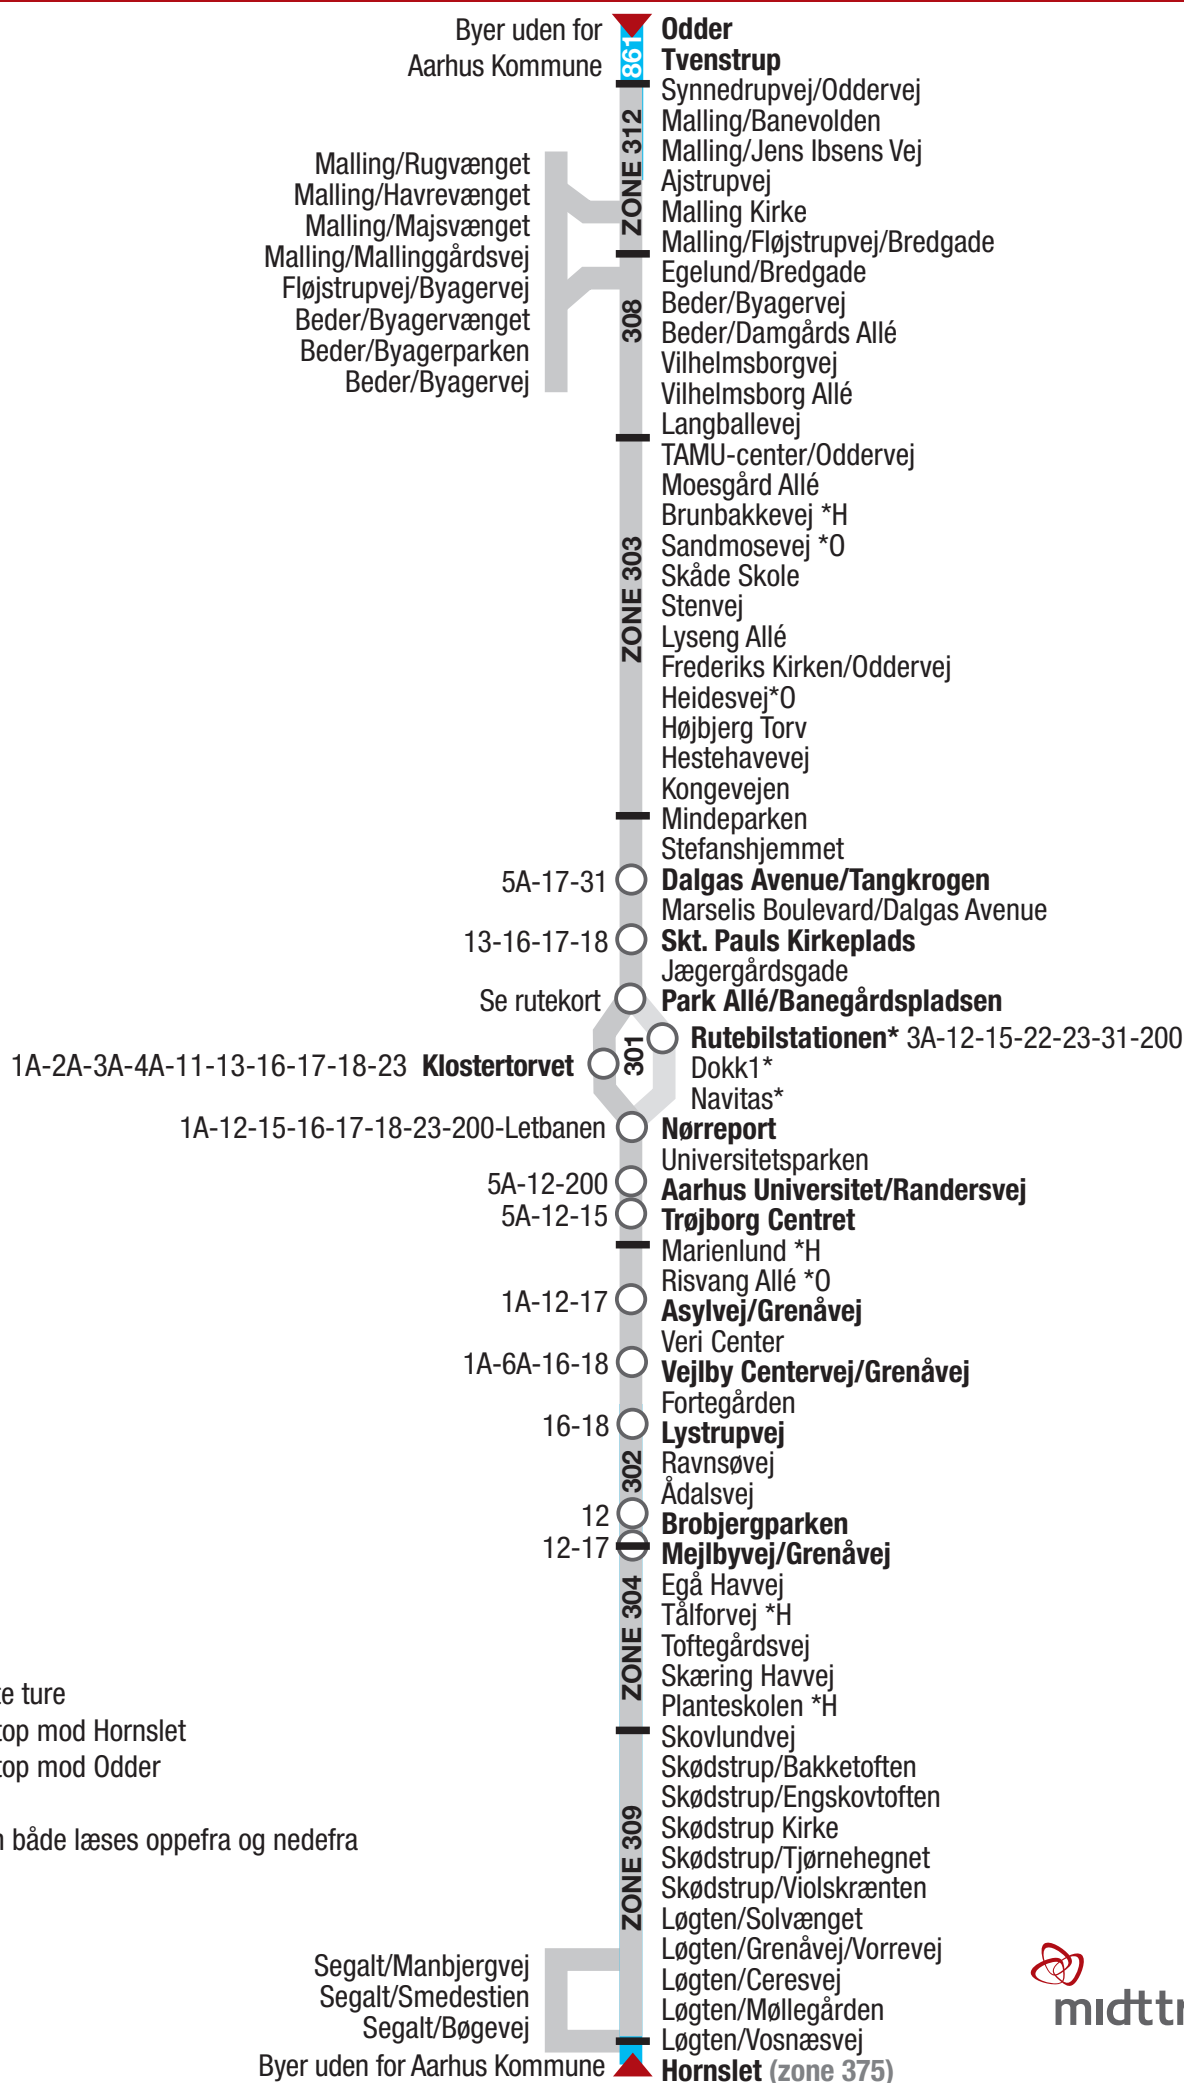 Byer uden for
Aarhus Kommune
861
Odder
Tvenstrup
ZONE 312
Synnedrupvej/Oddervej
Malling/Banevolden
Malling/Jens Ibsens Vej
Ajstrupvej
Malling Kirke
Malling/Fløjstrupvej/Bredgade
Malling/Rugvænget
Malling/Havrevænget
Malling/Majsvænget
Malling/Mallinggårdsvej
Fløjstrupvej/Byagervej
Beder/Byagervænget
Beder/Byagerparken
Beder/Byagervej
308
Egelund/Bredgade
Beder/Byagervej
Beder/Damgårds Allé
Vilhelmsborgvej
Vilhelmsborg Allé
Langballevej
ZONE 303
TAMU-center/Oddervej
Moesgård Allé
Brunbakkevej *H
Sandmosevej *O
Skåde Skole
Stenvej
Lyseng Allé
Frederiks Kirken/Oddervej
Heidesvej*O
Højbjerg Torv
Hestehavevej
Kongevejen
Mindeparken
Stefanshjemmet
5A-17-31 Dalgas Avenue/Tangkrogen
Marselis Boulevard/Dalgas Avenue
13-16-17-18 Skt. Pauls Kirkeplads
Jægergårdsgade
Se rutekort Park Allé/Banegårdspladsen
301
Rutebilstationen* 3A-12-15-22-23-31-200
1A-2A-3A-4A-11-13-16-17-18-23 Klostertorvet
Dokk1*
Navitas*
1A-12-15-16-17-18-23-200-Letbanen Nørreport
Universitetsparken
5A-12-200 Aarhus Universitet/Randersvej
5A-12-15 Trøjborg Centret
Marienlund *H
Risvang Allé *O
1A-12-17 Asylvej/Grenåvej
Veri Center
1A-6A-16-18 Vejlby Centervej/Grenåvej
Fortegården
16-18 Lystrupvej
302
Ravnsøvej
Ådalsvej
12 Brobjergparken
12-17 Mejlbyvej/Grenåvej
ZONE 304
Egå Havvej
Tålforvej *H
Toftegårdsvej
Skæring Havvej
Planteskolen *H
Skovlundvej
ture
mod Hornslet
mod Odder
både læses oppefra og nedefra
ZONE 309
Skødstrup/Bakketoften
Skødstrup/Engskovtoften
Skødstrup Kirke
Skødstrup/Tjørnehegnet
Skødstrup/Violskrænten
Løgten/Solvænget
Løgten/Grenåvej/Vorrevej
Løgten/Ceresvej
Løgten/Møllegården
Løgten/Vosnæsvej
Segalt/Manbjergvej
Segalt/Smedestien
Segalt/Bøgevej
Byer uden for Aarhus Kommune
Hornslet (zone 375)